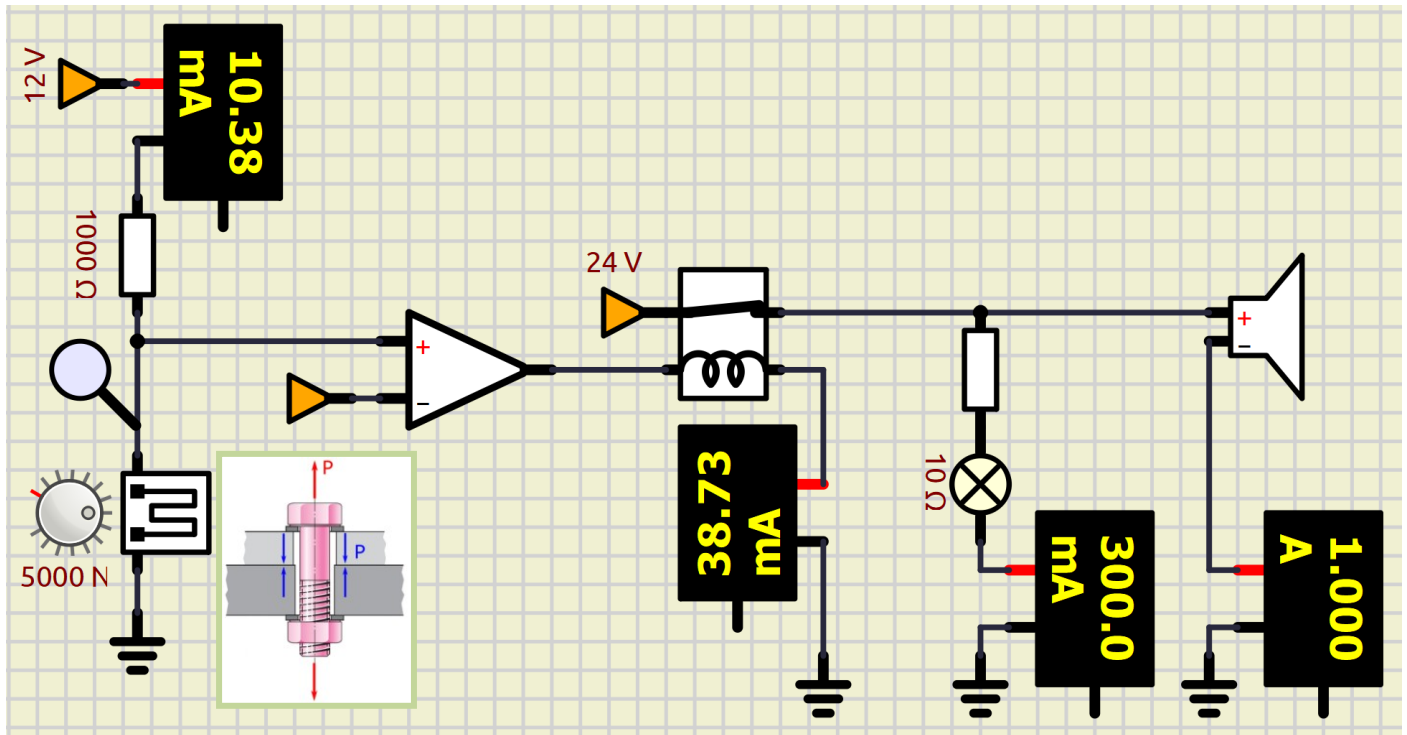 12 V
10.38
mA
1000 Ω
24 V
+
−
+
−
P
P
5000 N
38.73
mA
10 Ω
300.0
mA
1.000
A